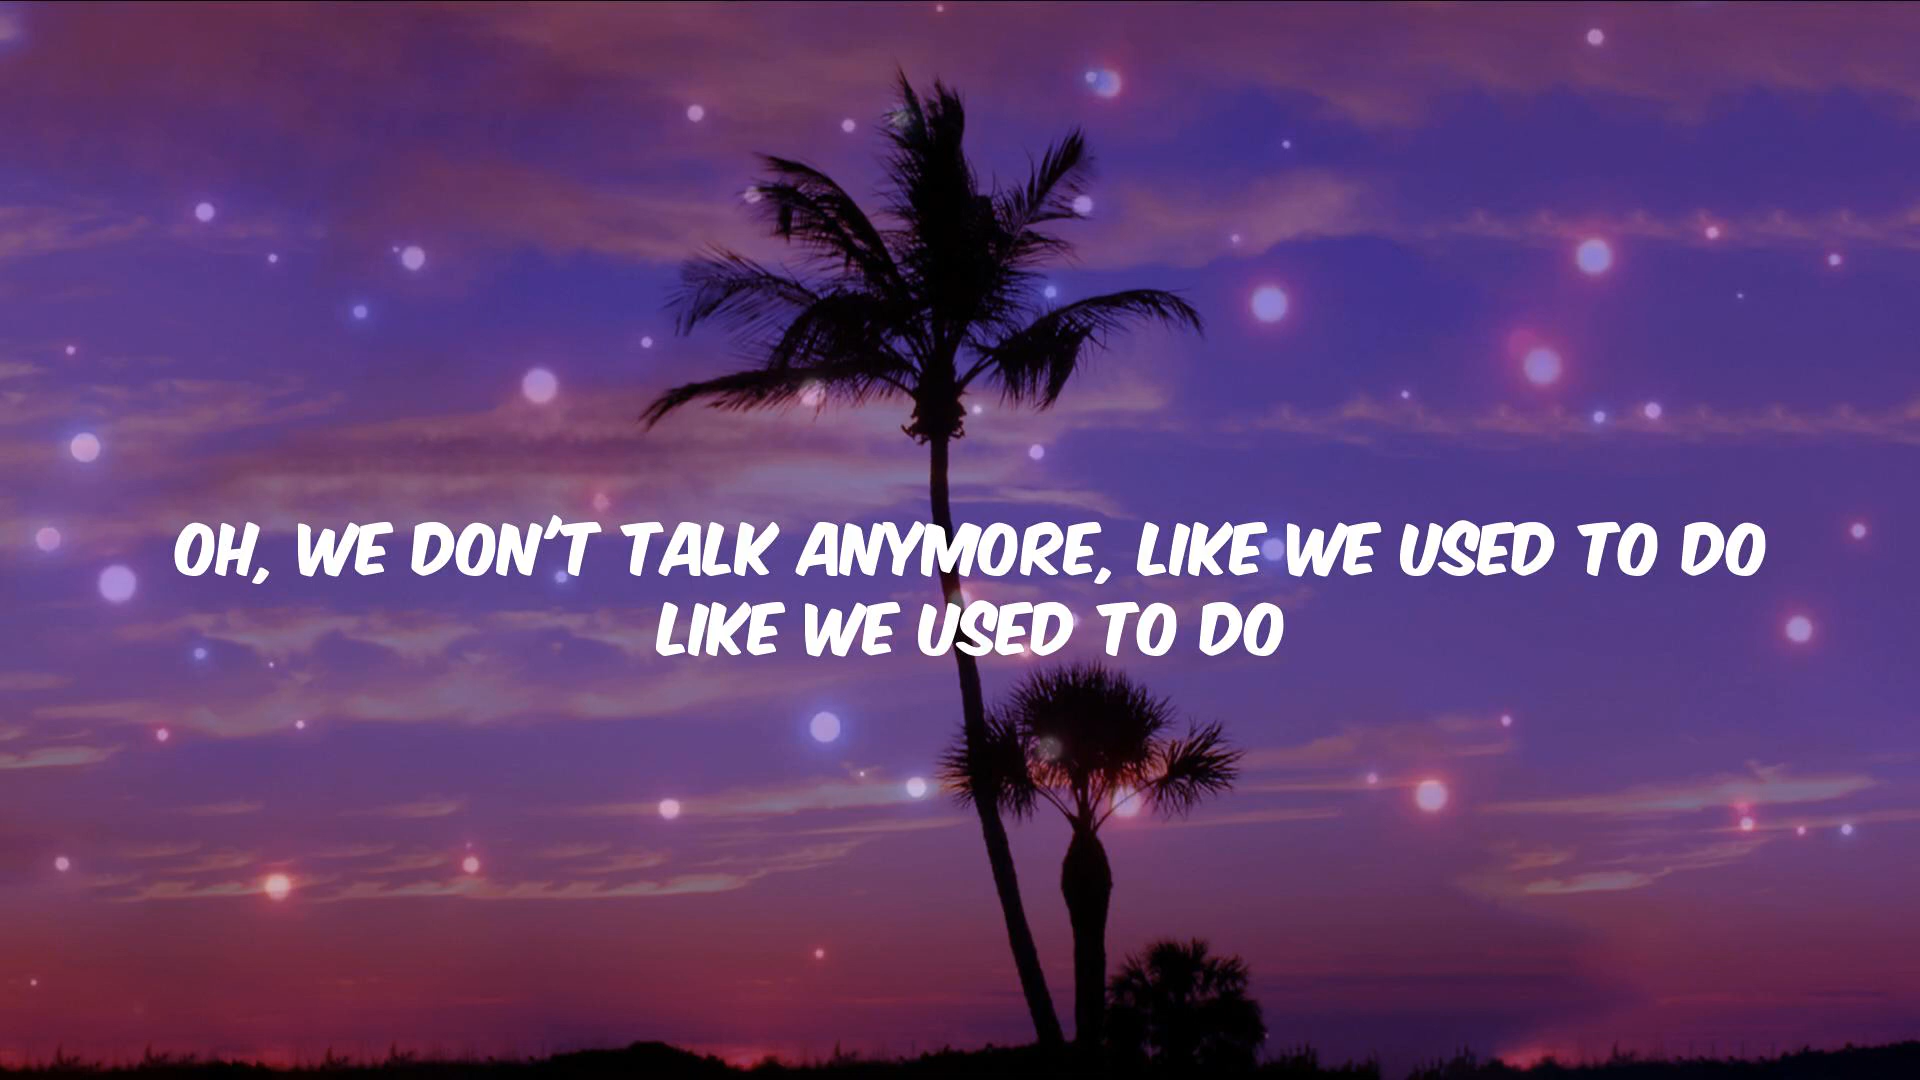 OH, WE DON'T TALK ANYMORE, LIKE WE USED TO DO
LIKE WE USED TO DO